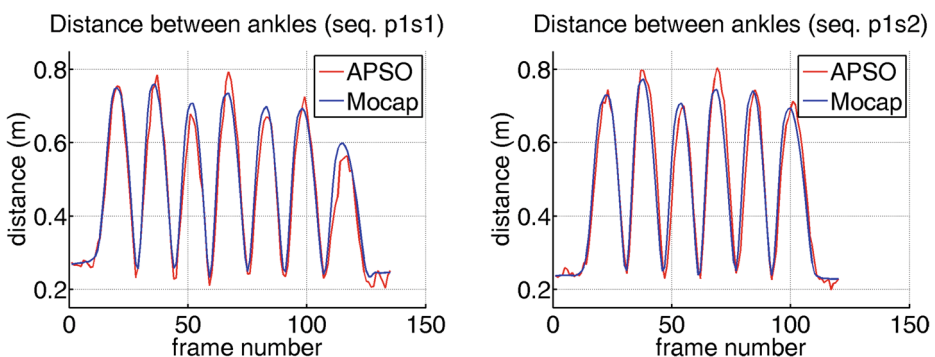 Distance between ankles (seq. p1s1)
0.8
0.6
0.4
0.2
distance (m)
APSO
Mocap
0
50
100
150
frame number
Distance between ankles (seq. p1s2)
0.8
0.6
0.4
0.2
distance (m)
APSO
Mocap
0
50
100
150
frame number